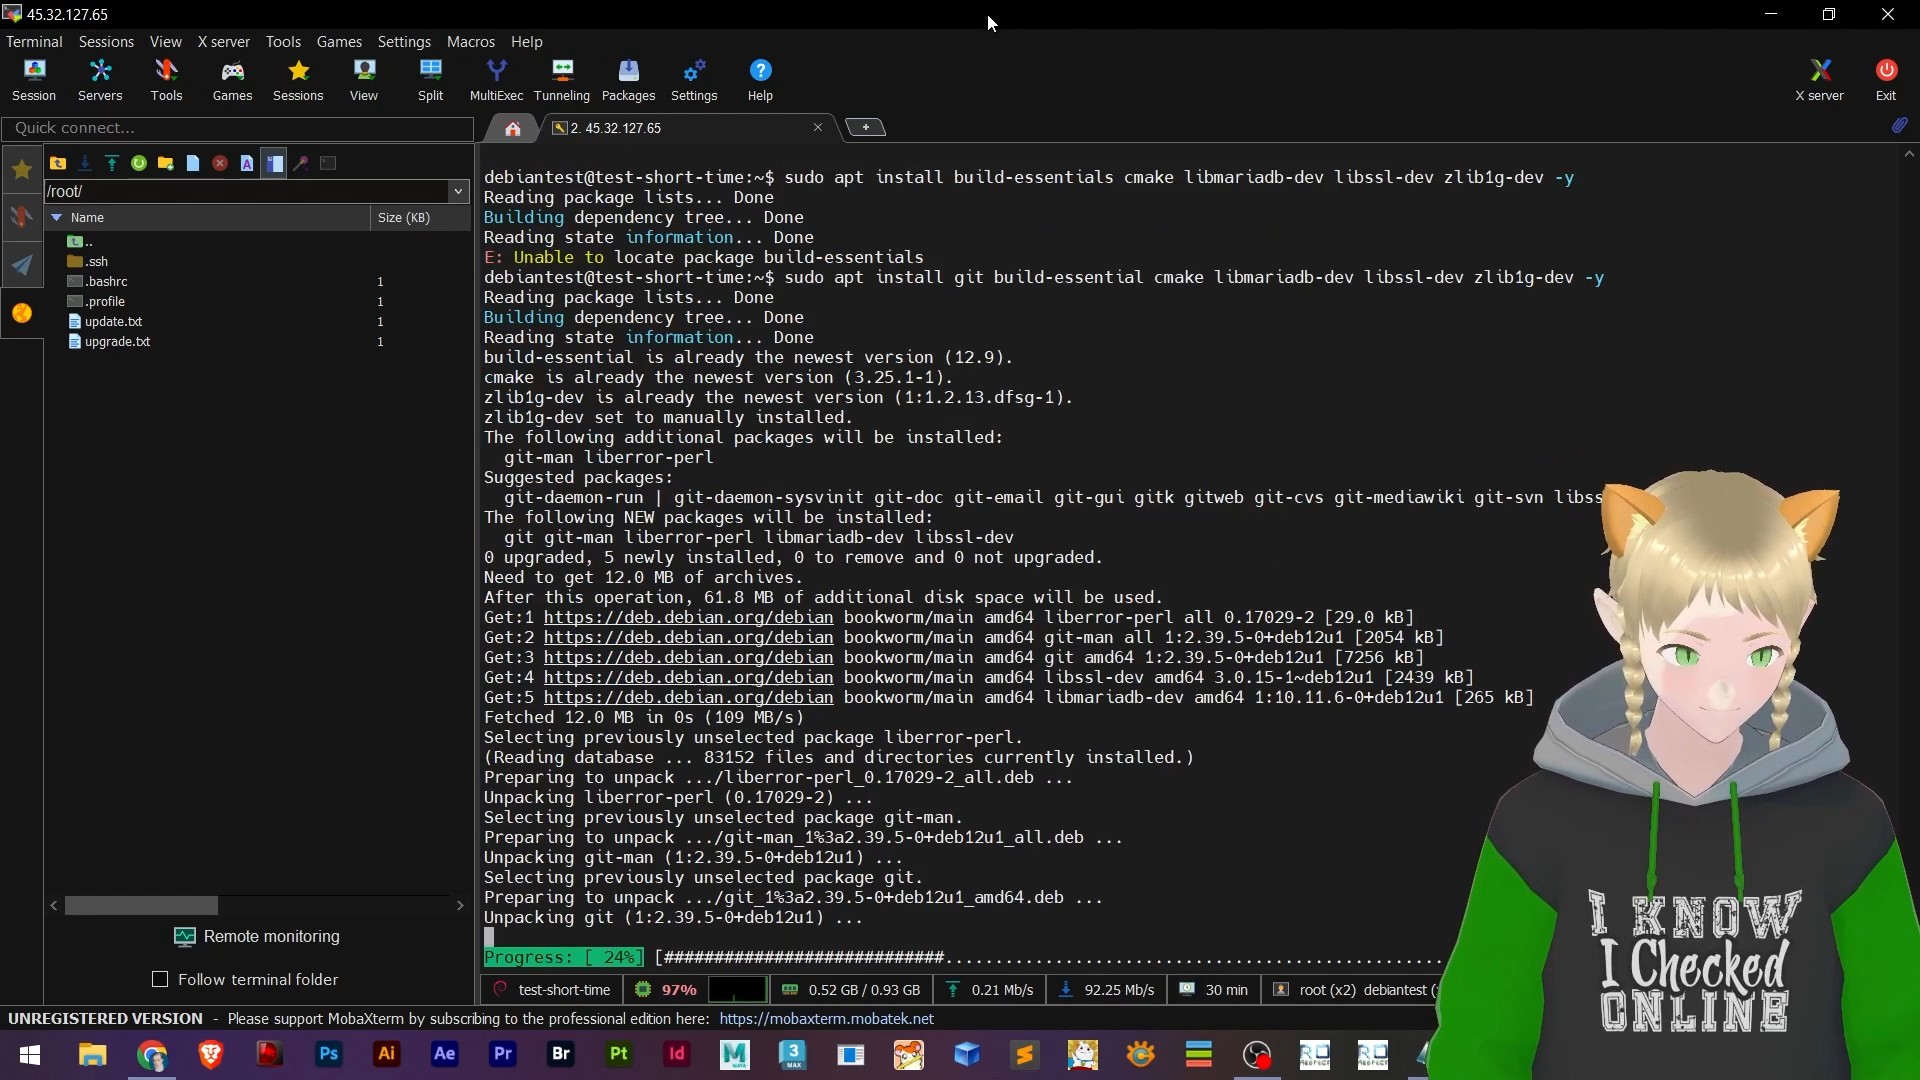 45.32.127.65
Terminal Sessions View X server Tools Games Settings Macros Help
Session Servers Tools Games Sessions View Split MultiExec Tunneling Packages Settings Help X server Exit
Quick connect...
2. 45.32.127.65
/root/
Name Size (KB)
..
.ssh
.bashrc 1
.profile 1
update.txt 1
upgrade.txt 1
Remote monitoring
Follow terminal folder
debiantest@test-short-time:~$ sudo apt install build-essentials cmake libmariadb-dev libssl-dev zlib1g-dev -y
Reading package lists... Done
Building dependency tree... Done
Reading state information... Done
E: Unable to locate package build-essentials
debiantest@test-short-time:~$ sudo apt install git build-essential cmake libmariadb-dev libssl-dev zlib1g-dev -y
Reading package lists... Done
Building dependency tree... Done
Reading state information... Done
build-essential is already the newest version (12.9).
cmake is already the newest version (3.25.1-1).
zlib1g-dev is already the newest version (1:1.2.13.dfsg-1).
zlib1g-dev set to manually installed.
The following additional packages will be installed:
git-man liberror-perl
Suggested packages:
git-daemon-run | git-daemon-sysvinit git-doc git-email git-gui gitk gitweb git-cvs git-mediawiki git-svn libss
The following NEW packages will be installed:
git git-man liberror-perl libmariadb-dev libssl-dev
0 upgraded, 5 newly installed, 0 to remove and 0 not upgraded.
Need to get 12.0 MB of archives.
After this operation, 61.8 MB of additional disk space will be used.
Get:1 https://deb.debian.org/debian bookworm/main amd64 liberror-perl all 0.17029-2 [29.0 kB]
Get:2 https://deb.debian.org/debian bookworm/main amd64 git-man all 1:2.39.5-0+deb12u1 [2054 kB]
Get:3 https://deb.debian.org/debian bookworm/main amd64 git amd64 1:2.39.5-0+deb12u1 [7256 kB]
Get:4 https://deb.debian.org/debian bookworm/main amd64 libssl-dev amd64 3.0.15-1~deb12u1 [2439 kB]
Get:5 https://deb.debian.org/debian bookworm/main amd64 libmariadb-dev amd64 1:10.11.6-0+deb12u1 [265 kB]
Fetched 12.0 MB in 0s (109 MB/s)
Selecting previously unselected package liberror-perl.
(Reading database ... 83152 files and directories currently installed.)
Preparing to unpack .../liberror-perl_0.17029-2_all.deb ...
Unpacking liberror-perl (0.17029-2) ...
Selecting previously unselected package git-man.
Preparing to unpack .../git-man_1%3a2.39.5-0+deb12u1_all.deb ...
Unpacking git-man (1:2.39.5-0+deb12u1) ...
Selecting previously unselected package git.
Preparing to unpack .../git_1%3a2.39.5-0+deb12u1_amd64.deb ...
Unpacking git (1:2.39.5-0+deb12u1) ...
Progress: [ 24%] [############################..................................................
test-short-time 97% 0.52 GB / 0.93 GB 0.21 Mb/s 92.25 Mb/s 30 min root (x2) debiantest (
UNREGISTERED VERSION - Please support MobaXterm by subscribing to the professional edition here: https://mobaxterm.mobatek.net
I KNOW
I Checked
ONLINE
Ps Ai Ae Pr Br Pt Id M 3 MAX